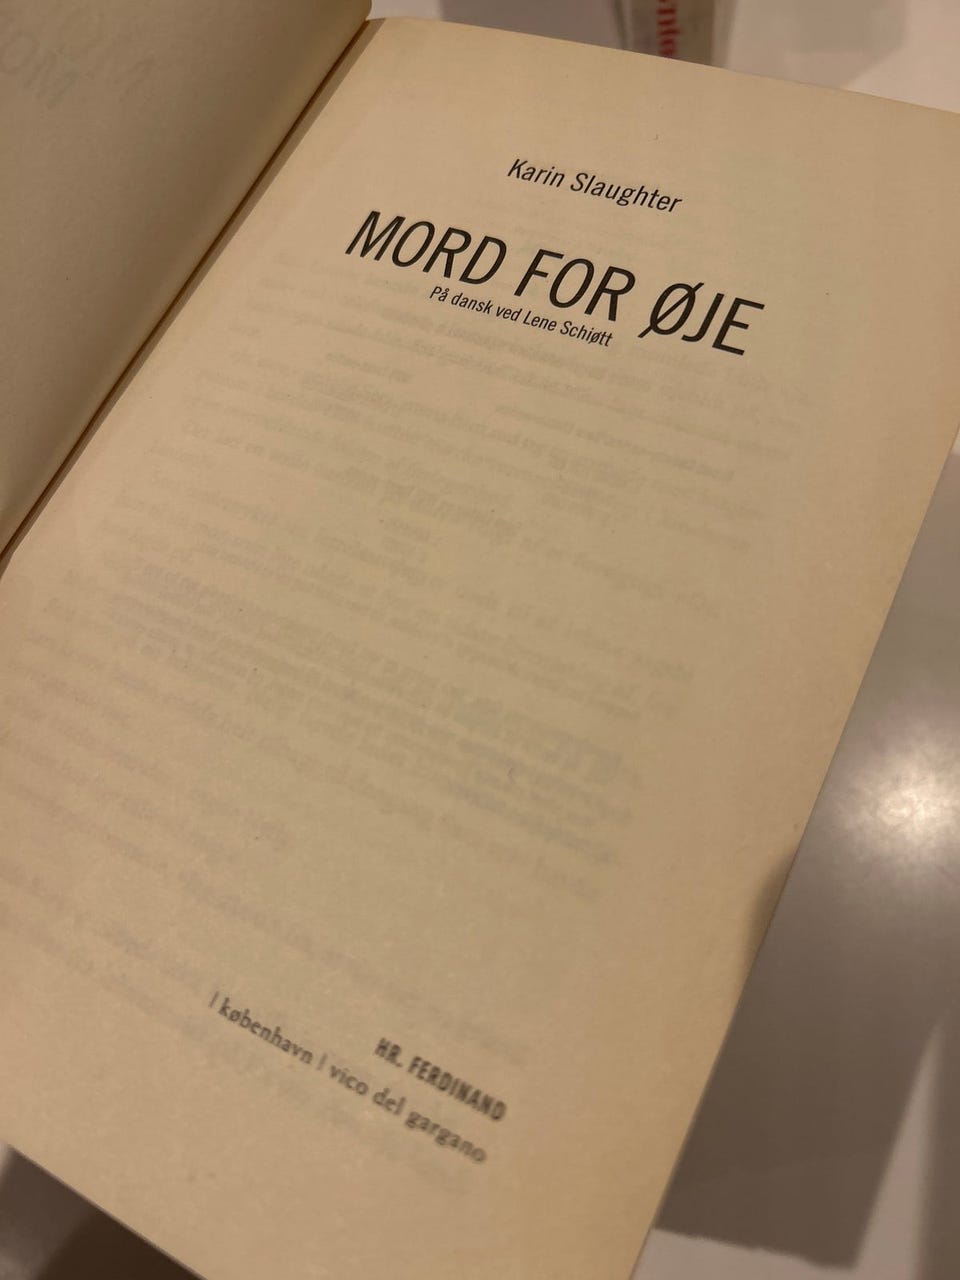 Karin Slaughter
MORD FOR ØJE
På dansk ved Lene Schiøtt
HR. FERDINAND
| københavn | vico del gargano